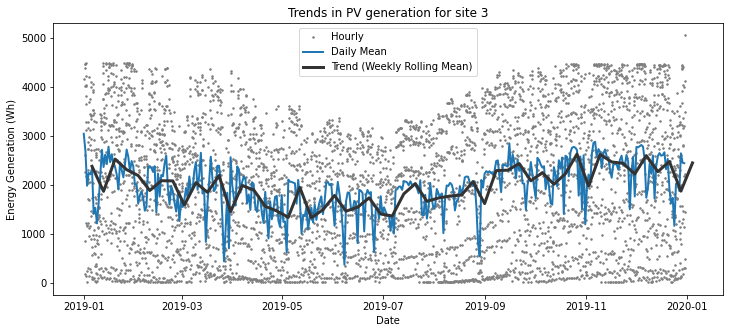 Trends in PV generation for site 3
Hourly
Daily Mean
Trend (Weekly Rolling Mean)
Energy Generation (Wh)
5000
4000
3000
2000
1000
0
2019-01
2019-03
2019-05
2019-07
2019-09
2019-11
2020-01
Date